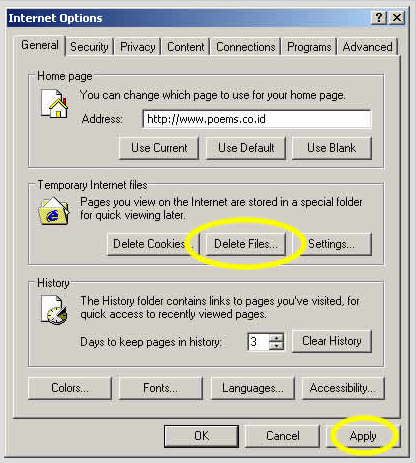 Internet Options
General Security Privacy Content Connections Programs Advanced
Home page
You can change which page to use for your home page.
Address: http://www.poems.co.id
Use Current Use Default Use Blank
Temporary Internet files
Pages you view on the Internet are stored in a special folder
for quick viewing later.
Delete Cookies... Delete Files... Settings...
History
The History folder contains links to pages you've visited, for
quick access to recently viewed pages.
Days to keep pages in history: 3 Clear History
Colors... Fonts... Languages... Accessibility...
OK Cancel Apply